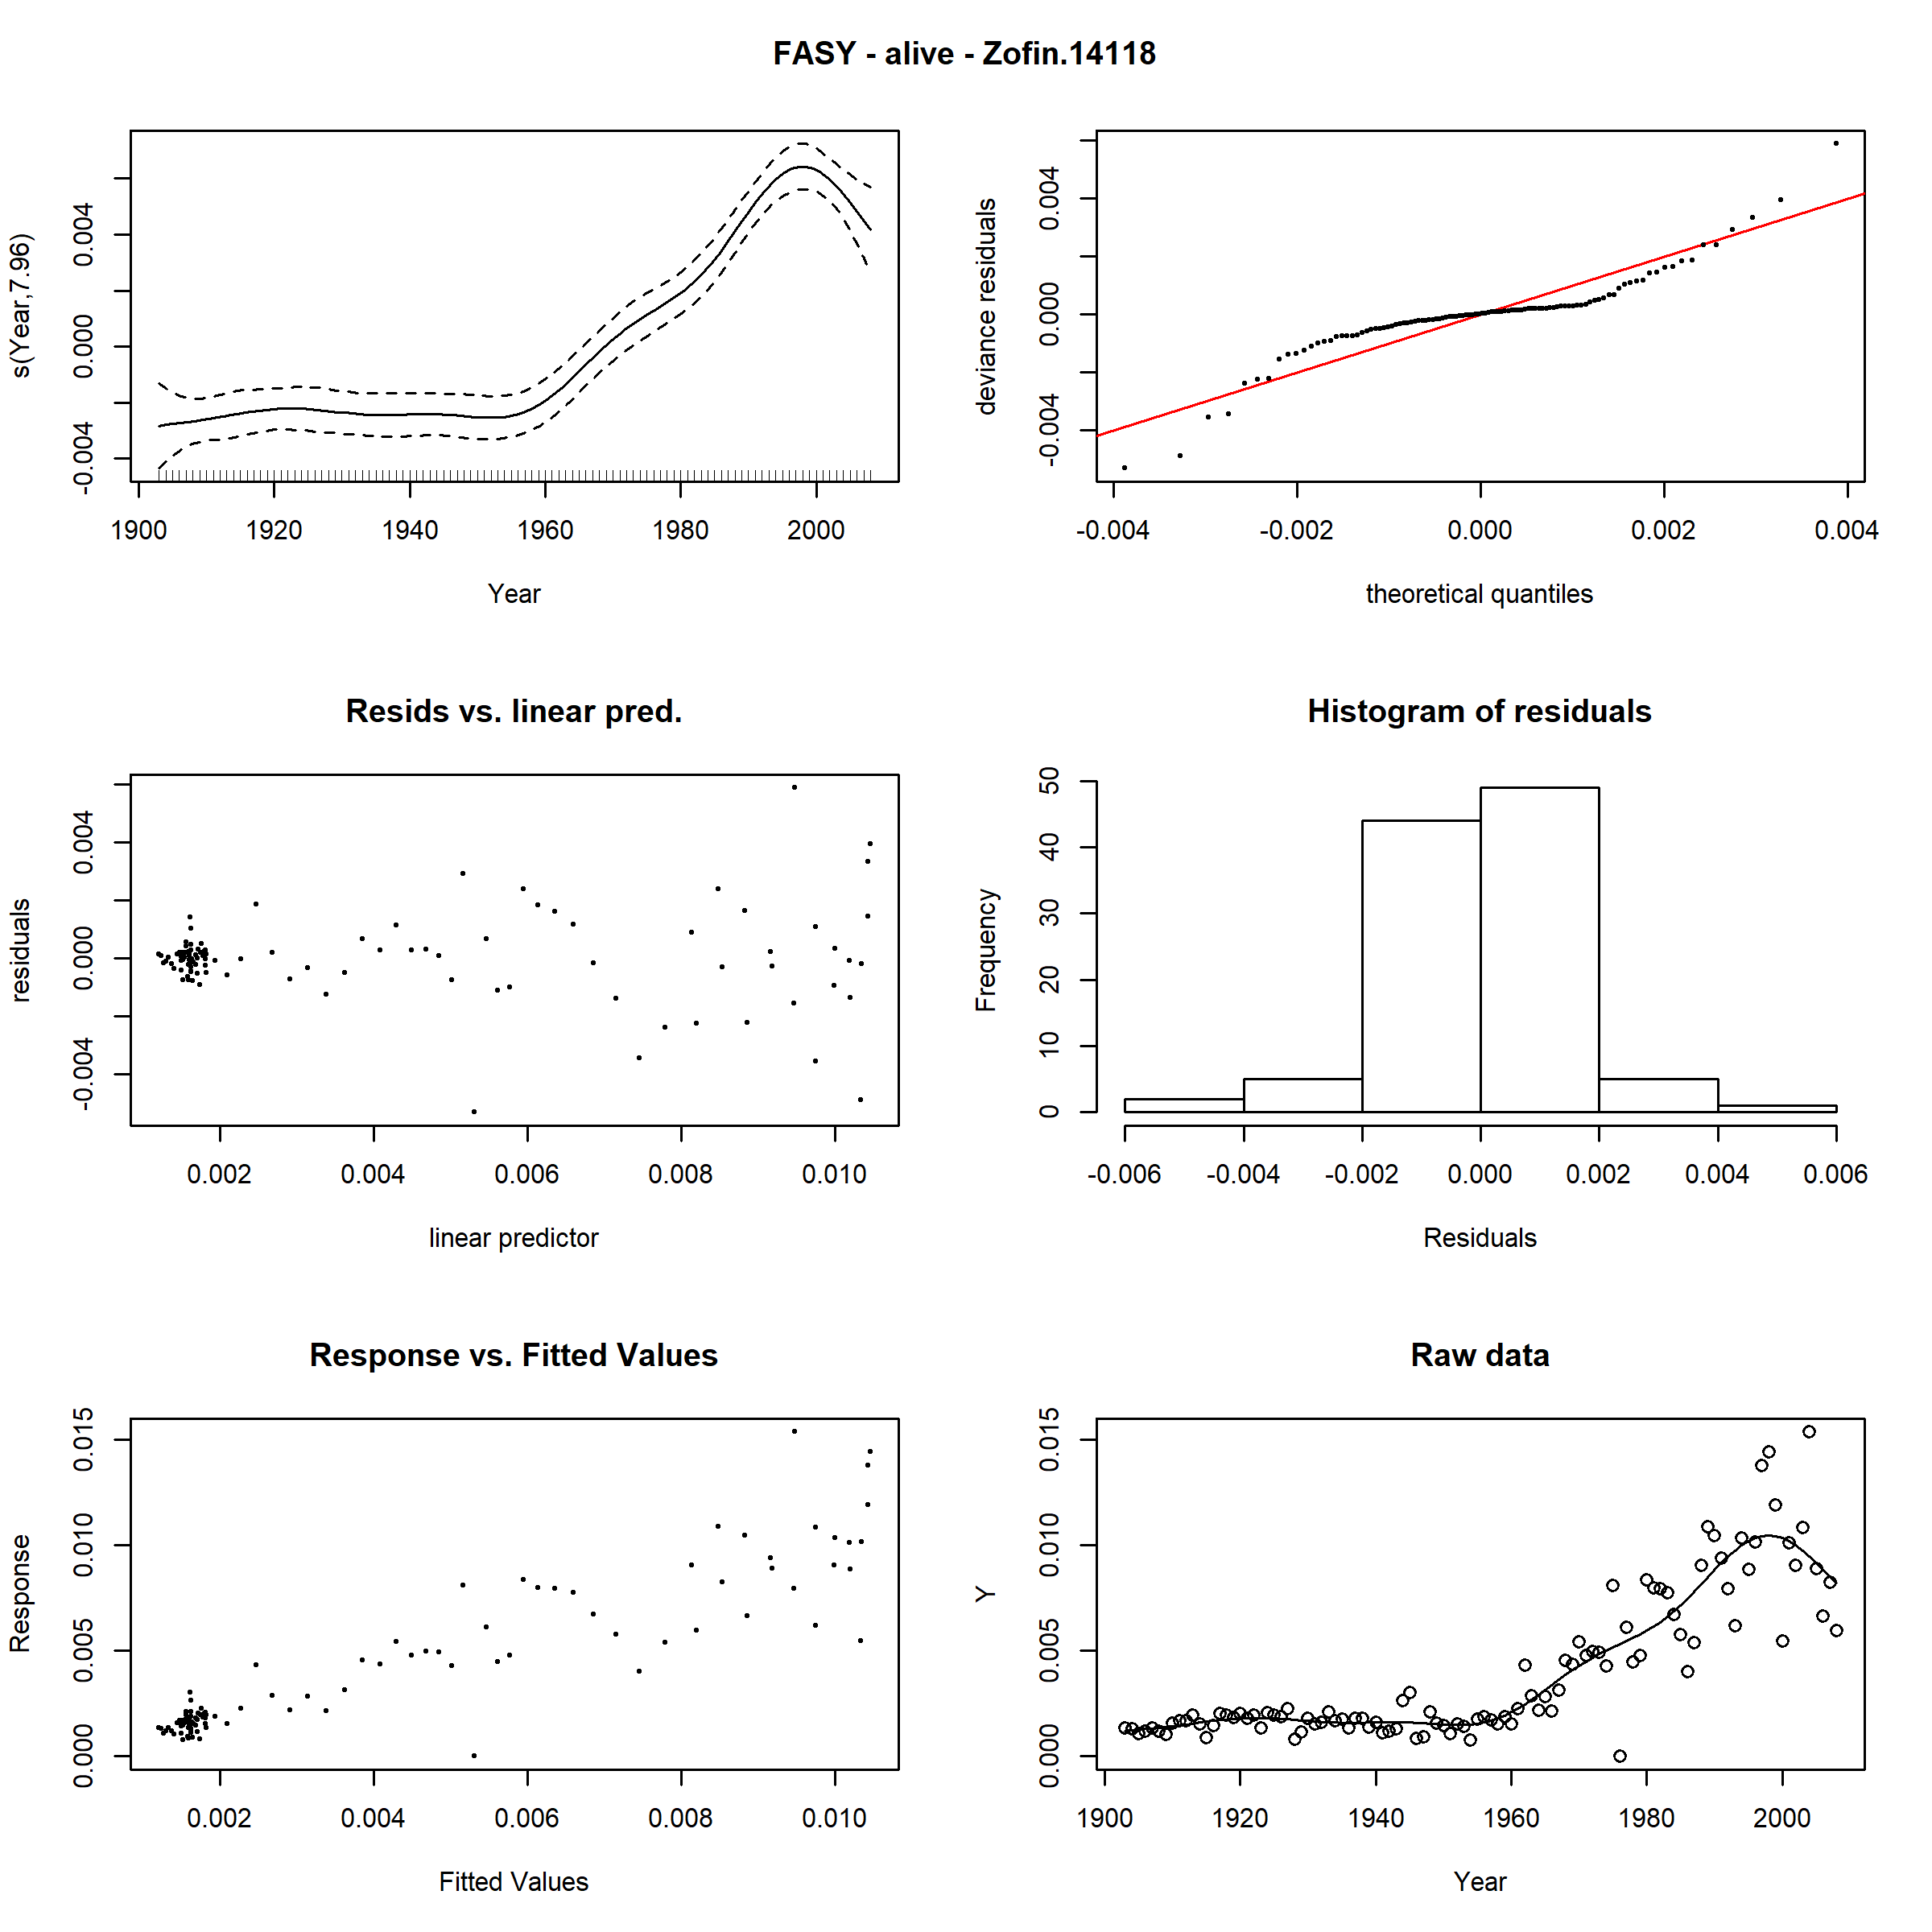 FASY - alive - Zofin.14118
s(Year,7.96)
-0.004 0.000 0.004
1900 1920 1940 1960 1980 2000
Year
deviance residuals
-0.004 0.000 0.004
-0.004 -0.002 0.000 0.002 0.004
theoretical quantiles
Resids vs. linear pred.
residuals
-0.004 0.000 0.004
0.002 0.004 0.006 0.008 0.010
linear predictor
Histogram of residuals
Frequency
0 10 20 30 40 50
-0.006 -0.004 -0.002 0.000 0.002 0.004 0.006
Residuals
Response vs. Fitted Values
Response
0.000 0.005 0.010 0.015
0.002 0.004 0.006 0.008 0.010
Fitted Values
Raw data
Y
0.000 0.005 0.010 0.015
1900 1920 1940 1960 1980 2000
Year